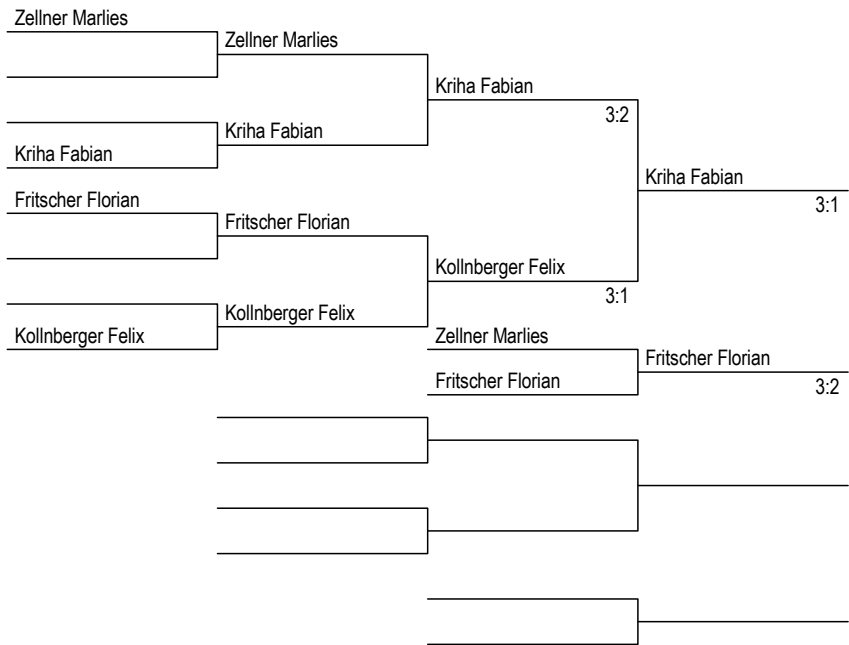 Zellner Marlies
Zellner Marlies
Kriha Fabian
3:2
Kriha Fabian
Kriha Fabian
Kriha Fabian
3:1
Fritscher Florian
Fritscher Florian
Kollnberger Felix
3:1
Kollnberger Felix
Kollnberger Felix
Zellner Marlies
Fritscher Florian
Fritscher Florian
3:2